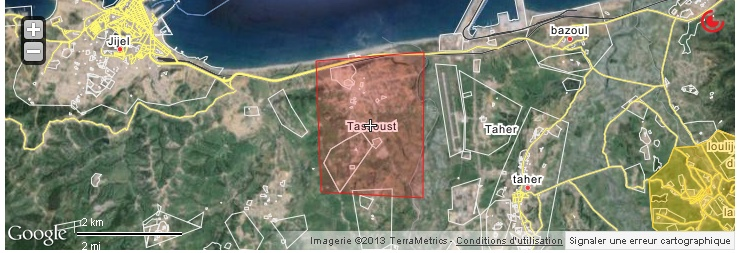 Jijel
bazoul
Tassoust
Taher
taher
2 km
2 mi
Google
Imagerie ©2013 TerraMetrics - Conditions d'utilisation
Signaler une erreur cartographique